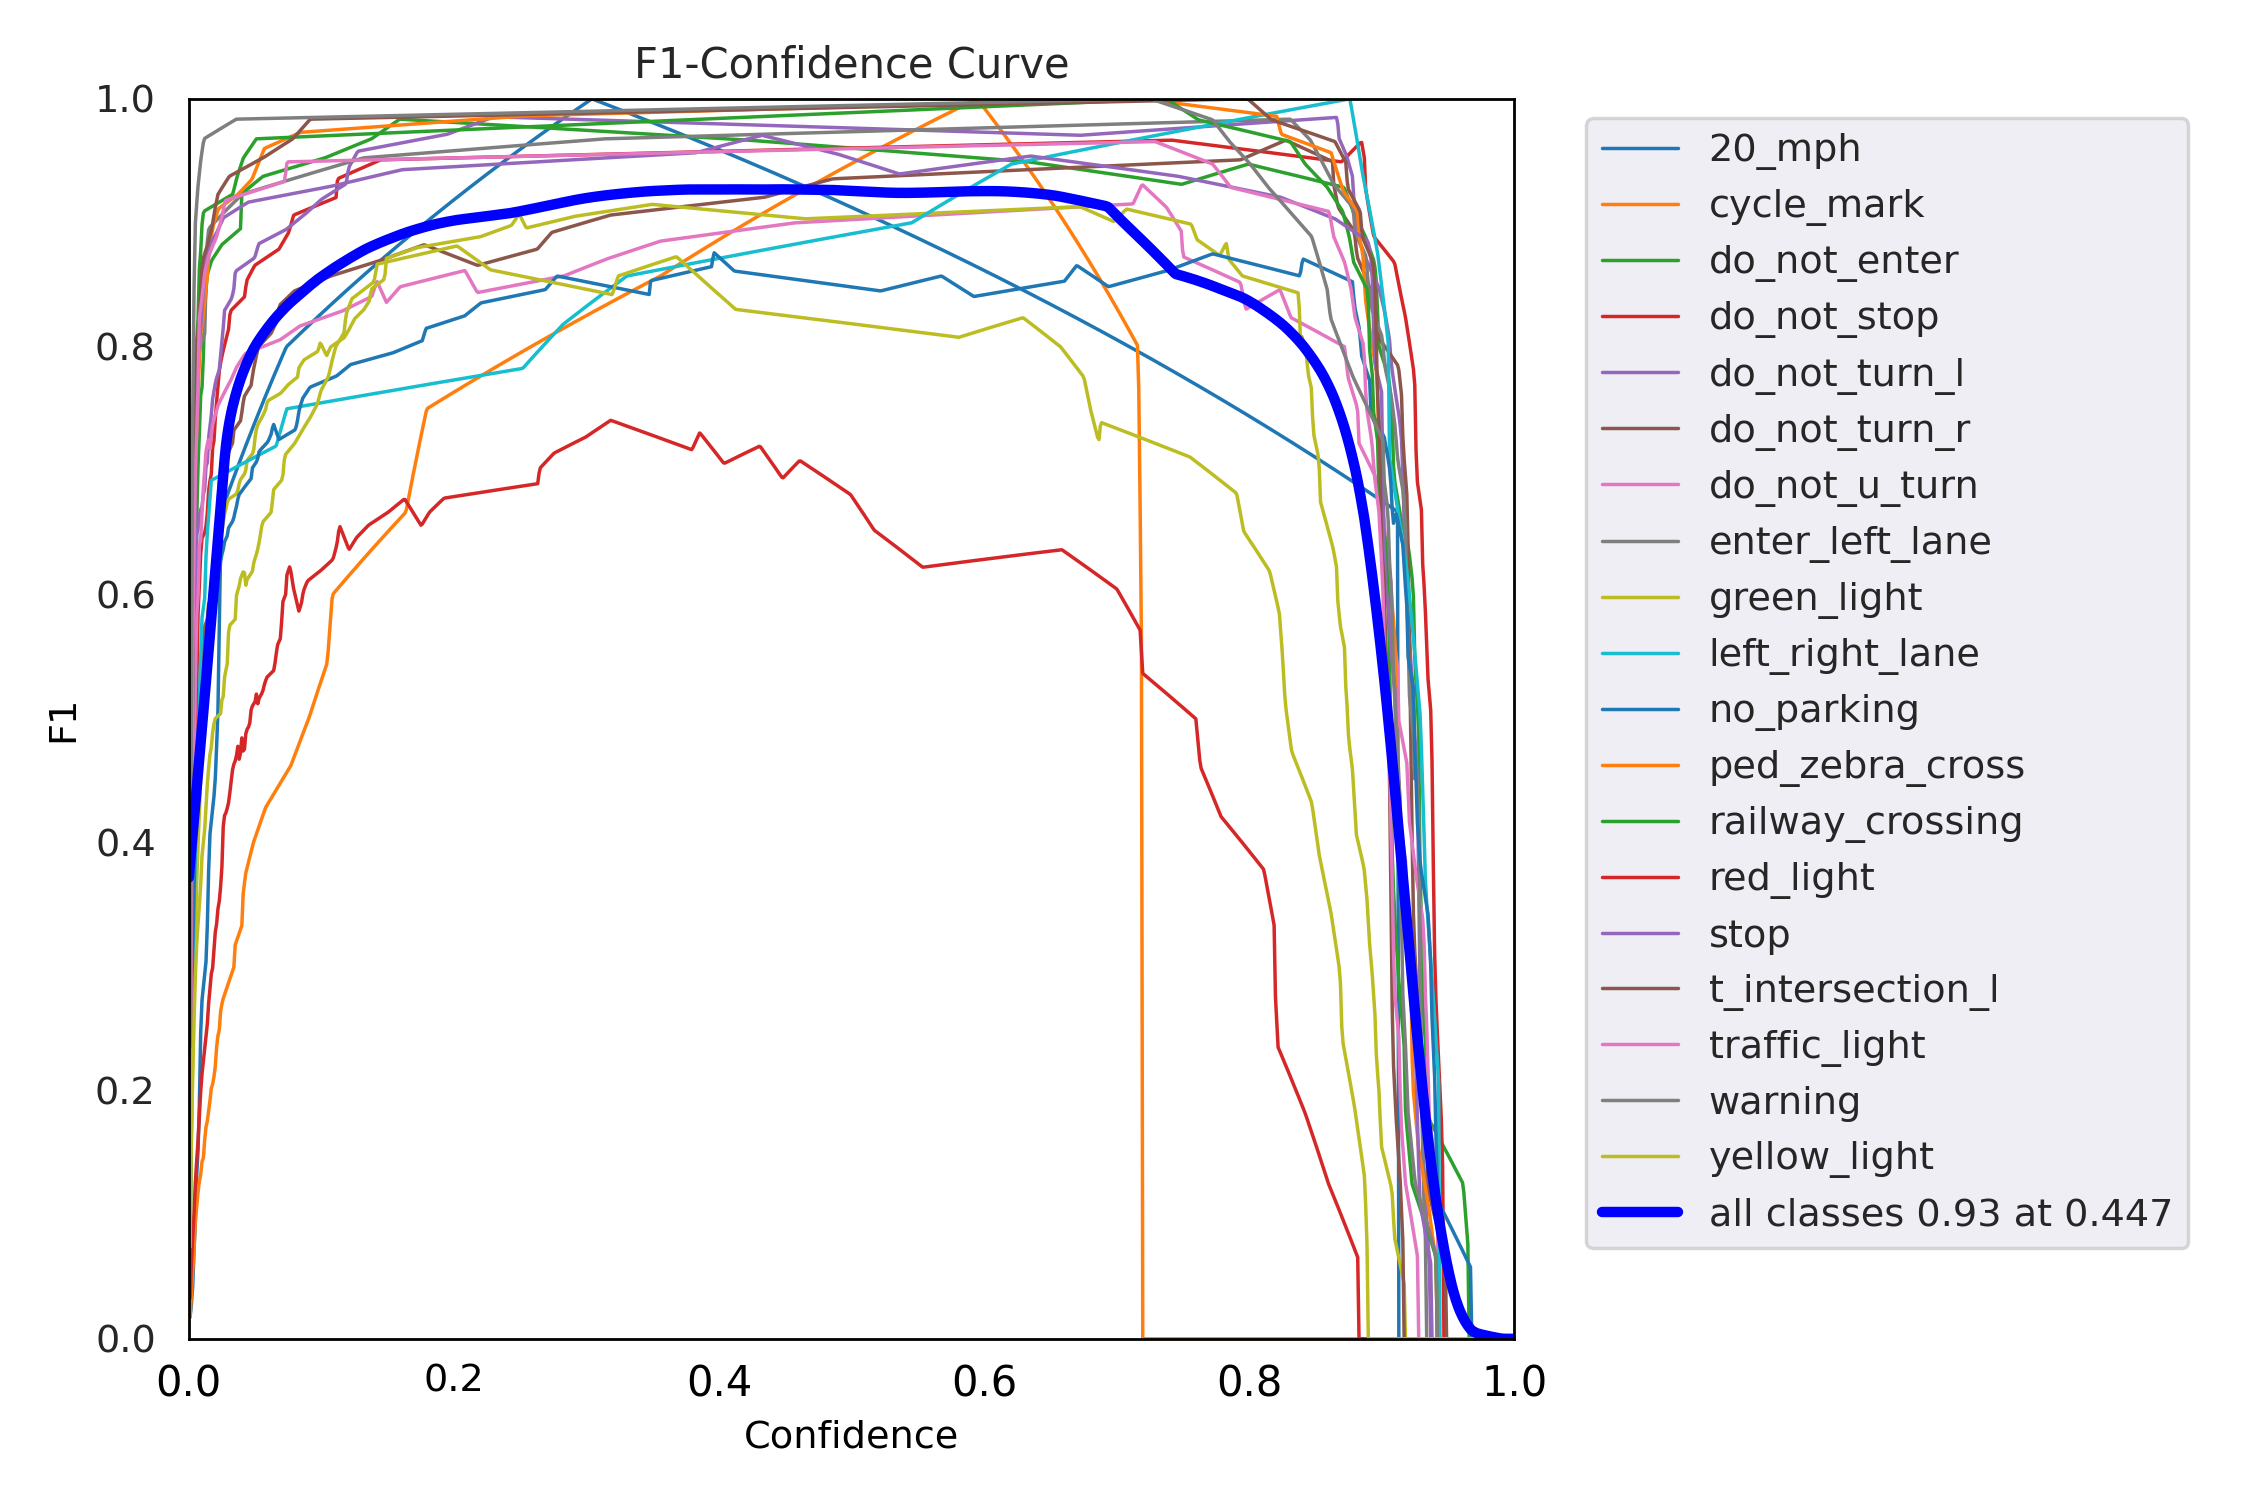 F1-Confidence Curve
1.0
0.8
0.6
0.4
0.2
0.0
F1
0.0 0.2 0.4 0.6 0.8 1.0
Confidence
20_mph
cycle_mark
do_not_enter
do_not_stop
do_not_turn_l
do_not_turn_r
do_not_u_turn
enter_left_lane
green_light
left_right_lane
no_parking
ped_zebra_cross
railway_crossing
red_light
stop
t_intersection_l
traffic_light
warning
yellow_light
all classes 0.93 at 0.447